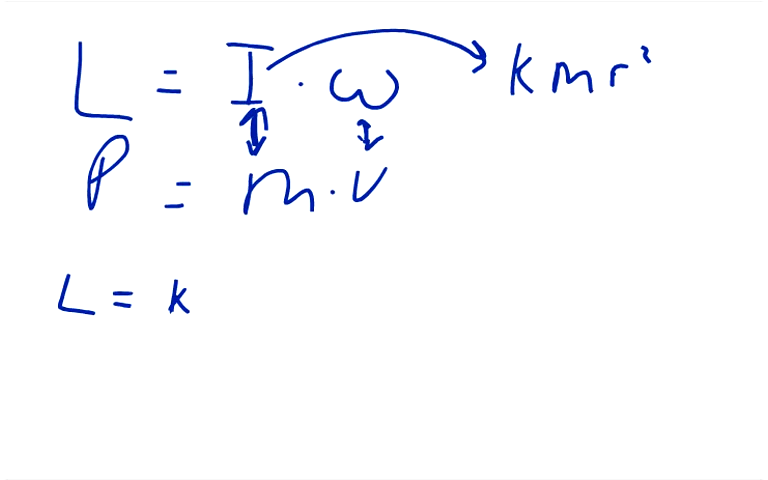 L = I · ω → kmr²
P = m · v
L = k